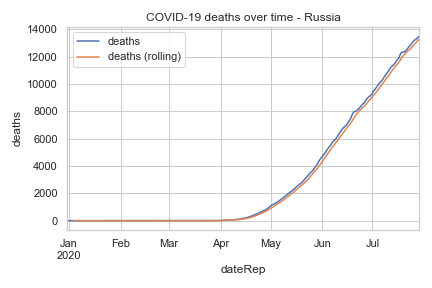 COVID-19 deaths over time - Russia
deaths
deaths (rolling)
14000
12000
10000
8000
6000
4000
2000
0
deaths
Jan Feb Mar Apr May Jun Jul
2020
dateRep